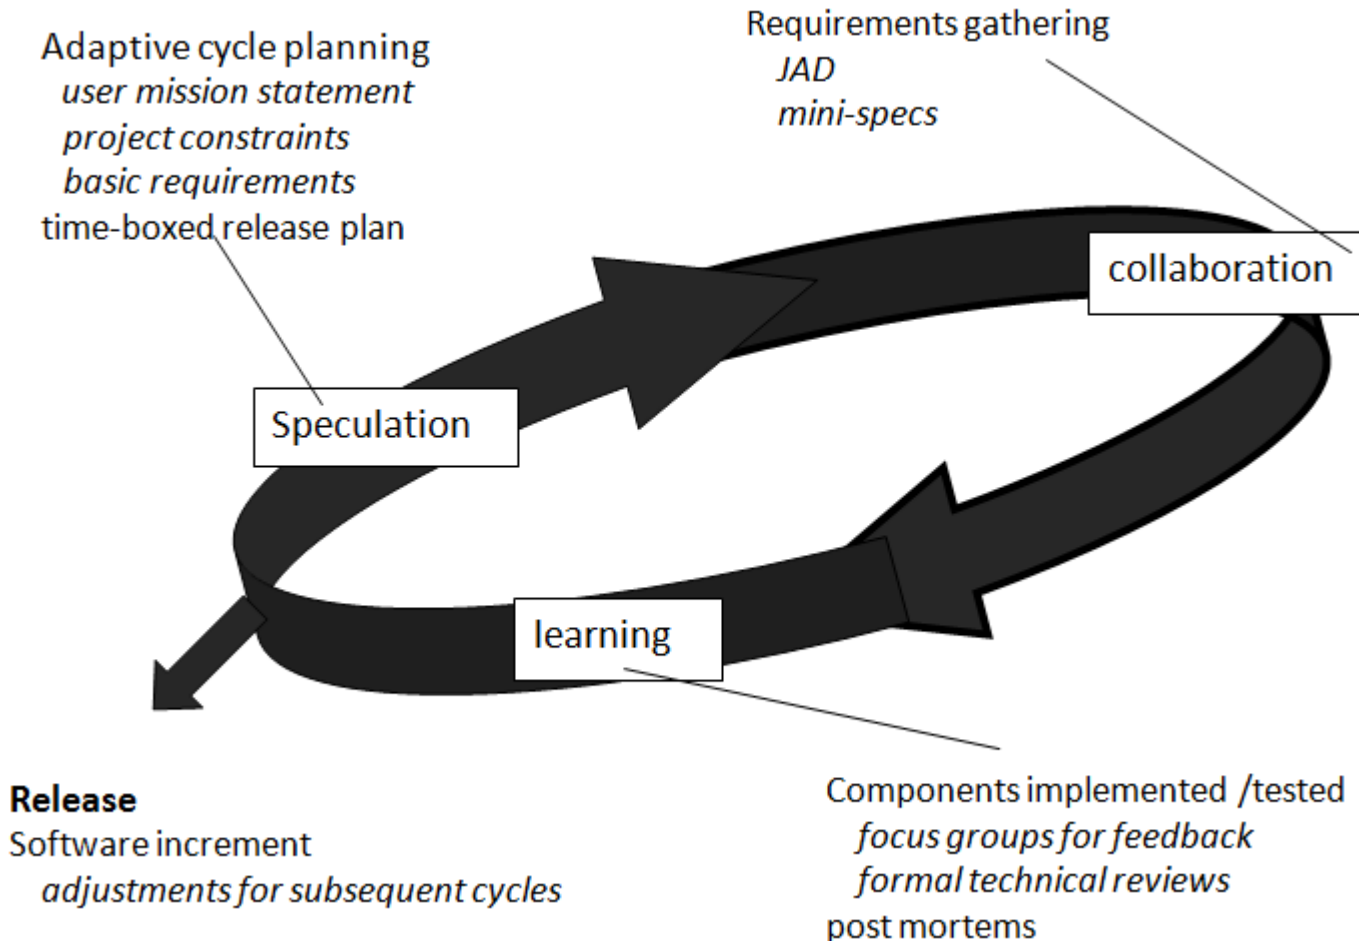 Adaptive cycle planning
user mission statement
project constraints
basic requirements
time-boxed release plan
Requirements gathering
JAD
mini-specs
collaboration
Speculation
learning
Release
Software increment
adjustments for subsequent cycles
Components implemented /tested
focus groups for feedback
formal technical reviews
post mortems